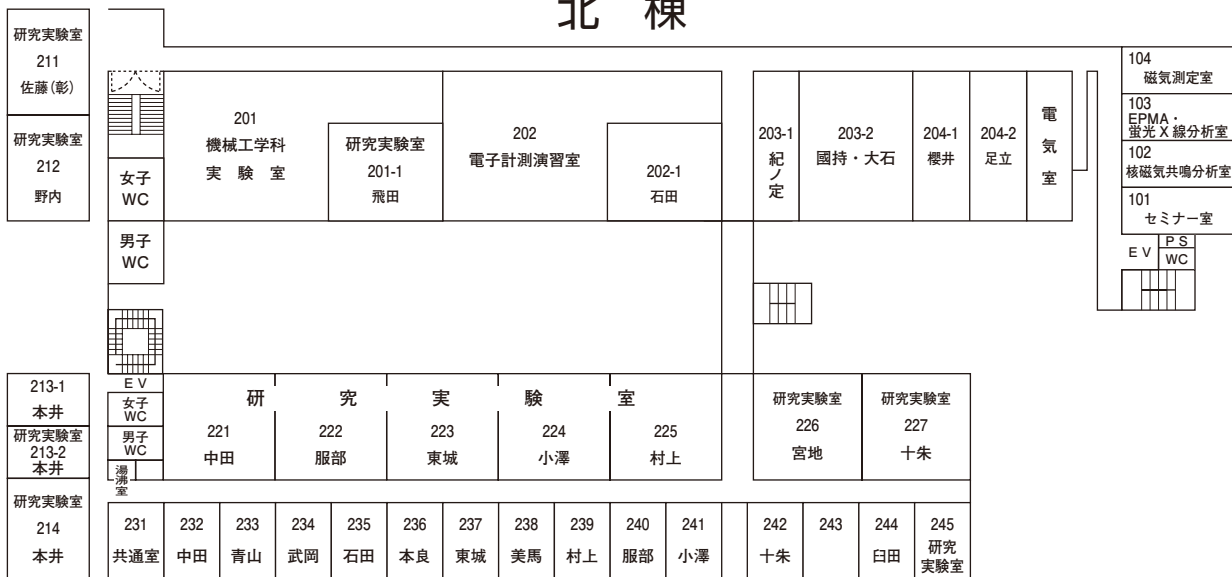 北 棟
研究実験室
211
佐藤(彰)
研究実験室
212
野内
女子
WC
男子
WC
201
機械工学科
実 験 室
研究実験室
201-1
飛田
202
電子計測演習室
202-1
石田
203-1
紀ノ定
203-2
國持・大石
204-1
櫻井
204-2
足立
電気室
104
磁気測定室
103
EPMA・
蛍光X線分析室
102
核磁気共鳴分析室
101
セミナー室
EV
PS
WC
213-1
本井
研究実験室
213-2
本井
研究実験室
214
本井
EV
女子
WC
男子
WC
湯沸室
研 究 実 験 室
221
中田
222
服部
223
東城
224
小澤
225
村上
研究実験室
226
宮地
研究実験室
227
十朱
231
共通室
232
中田
233
青山
234
武岡
235
石田
236
本良
237
東城
238
美馬
239
村上
240
服部
241
小澤
242
十朱
243
244
臼田
245
研究
実験室